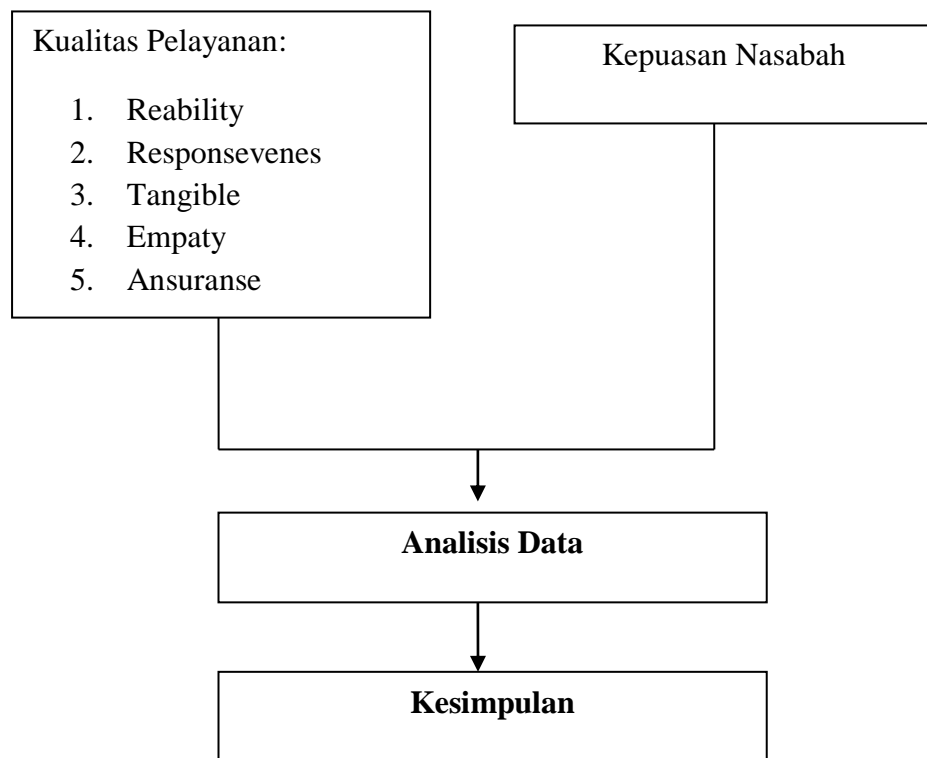 Kualitas Pelayanan:
1. Reability
2. Responsevenes
3. Tangible
4. Empaty
5. Ansuranse
Kepuasan Nasabah
Analisis Data
Kesimpulan